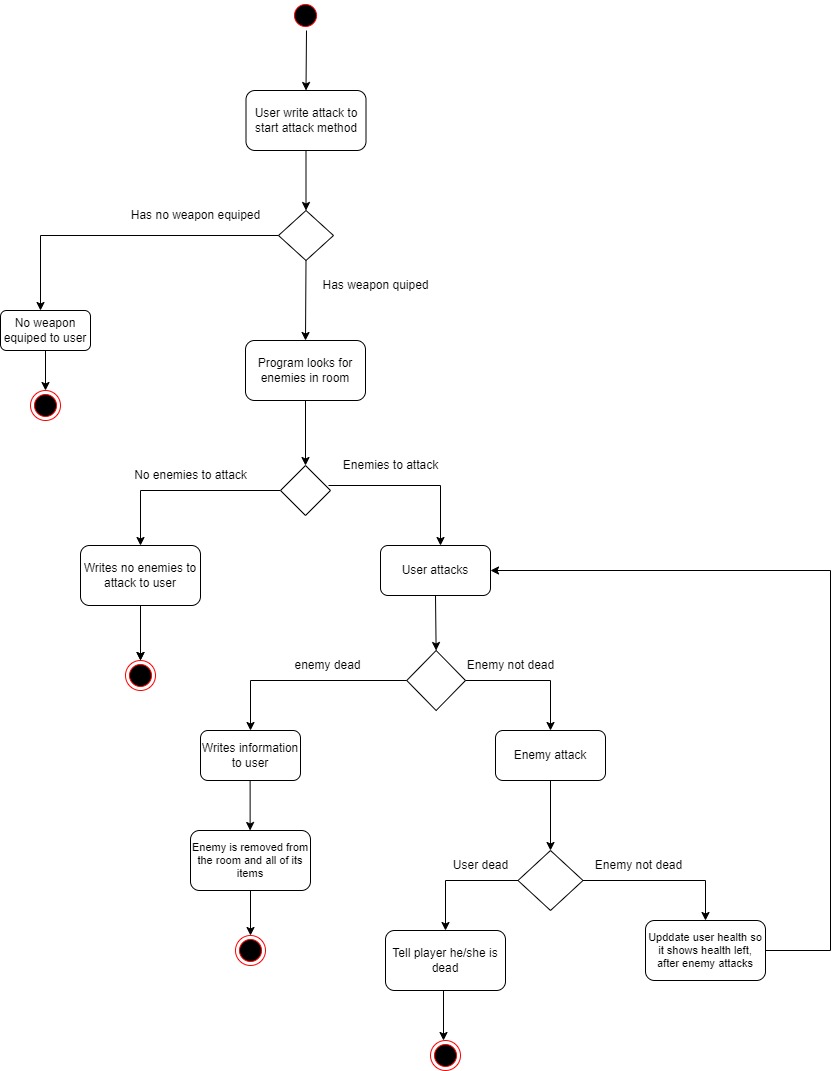 User write attack to
start attack method
Has no weapon equiped
Has weapon quiped
No weapon
equiped to user
Program looks for
enemies in room
No enemies to attack
Enemies to attack
Writes no enemies to
attack to user
User attacks
enemy dead
Enemy not dead
Writes information
to user
Enemy attack
Enemy is removed from
the room and all of its
items
User dead
Enemy not dead
Tell player he/she is
dead
Upddate user health so
it shows health left,
after enemy attacks